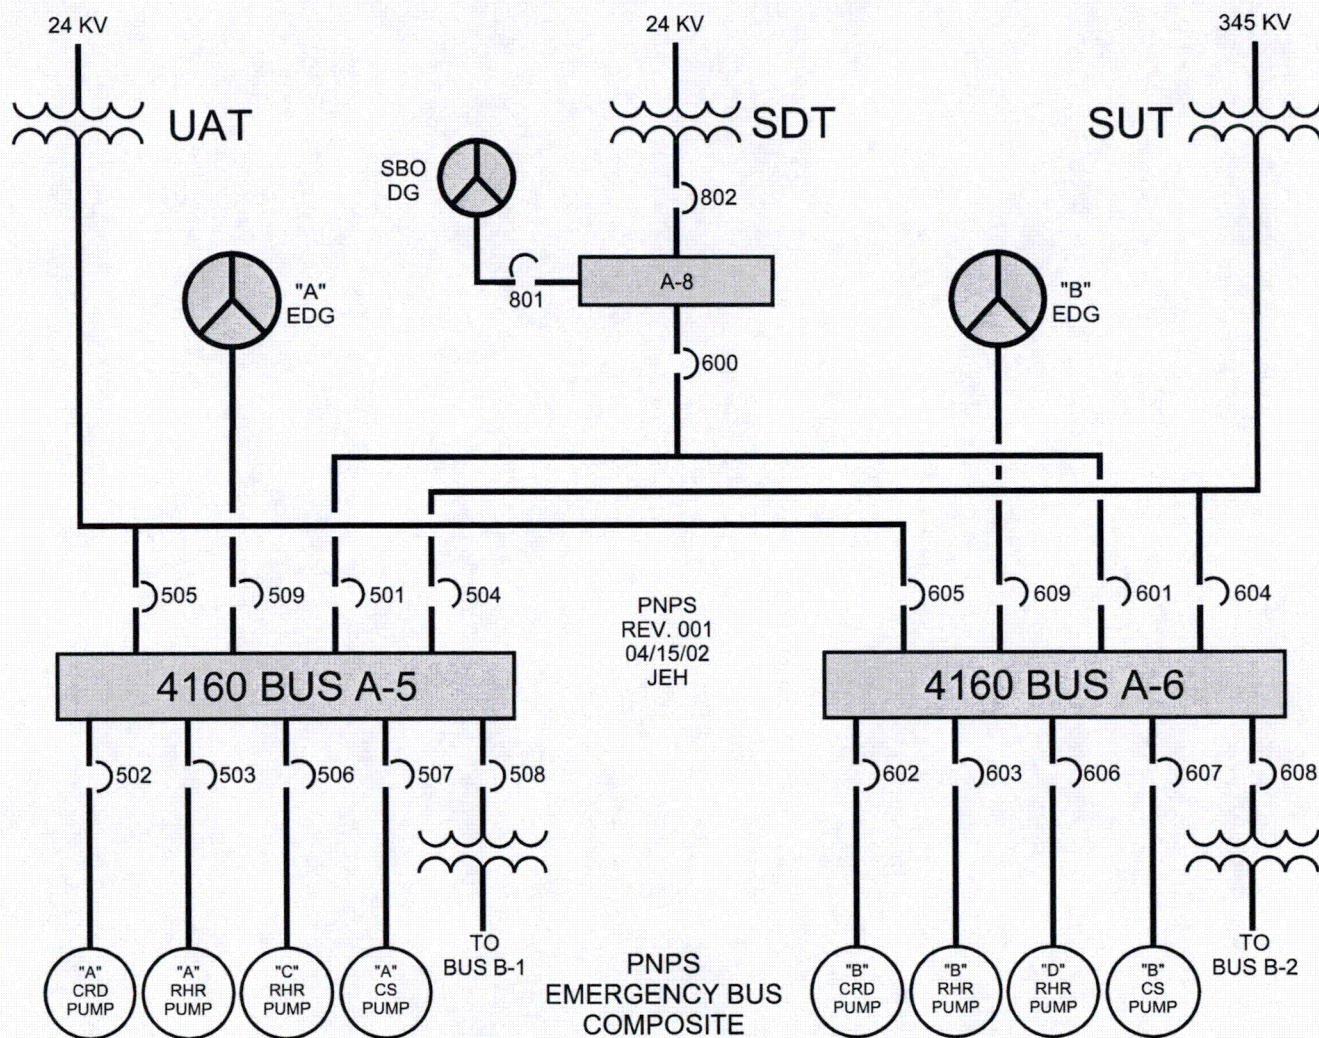 24 KV
24 KV
345 KV
UAT
SDT
SUT
SBO
DG
802
"A"
EDG
801
A-8
"B"
EDG
600
505
509
501
504
605
609
601
604
PNPS
REV. 001
04/15/02
JEH
4160 BUS A-5
4160 BUS A-6
502
503
506
507
508
602
603
606
607
608
"A"
CRD
PUMP
"A"
RHR
PUMP
"C"
RHR
PUMP
"A"
CS
PUMP
TO
BUS B-1
PNPS
EMERGENCY BUS
COMPOSITE
"B"
CRD
PUMP
"B"
RHR
PUMP
"D"
RHR
PUMP
"B"
CS
PUMP
TO
BUS B-2